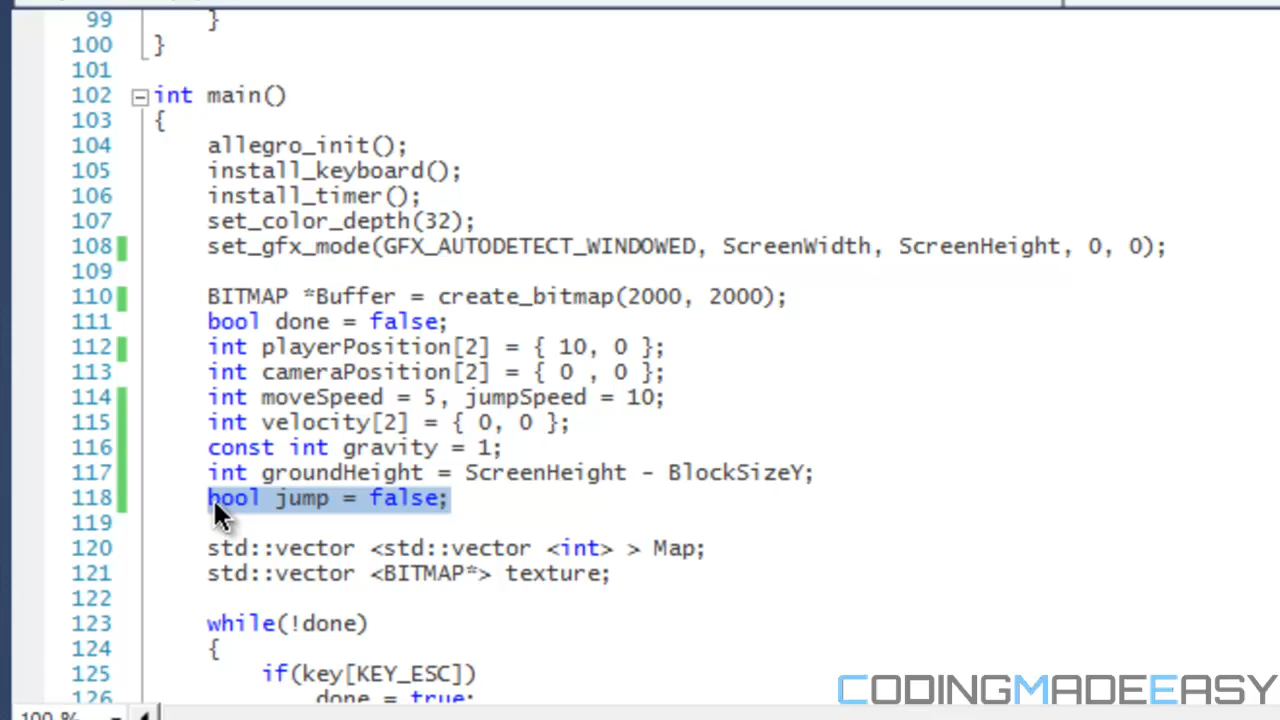 99 }
100 }
101
102 int main()
103 {
104 allegro_init();
105 install_keyboard();
106 install_timer();
107 set_color_depth(32);
108 set_gfx_mode(GFX_AUTODETECT_WINDOWED, ScreenWidth, ScreenHeight, 0, 0);
109
110 BITMAP *Buffer = create_bitmap(2000, 2000);
111 bool done = false;
112 int playerPosition[2] = { 10, 0 };
113 int cameraPosition[2] = { 0 , 0 };
114 int moveSpeed = 5, jumpSpeed = 10;
115 int velocity[2] = { 0, 0 };
116 const int gravity = 1;
117 int groundHeight = ScreenHeight - BlockSizeY;
118 bool jump = false;
119
120 std::vector <std::vector <int> > Map;
121 std::vector <BITMAP*> texture;
122
123 while(!done)
124 {
125 if(key[KEY_ESC])
126 done = true;
100 %
CODINGMADEEASY